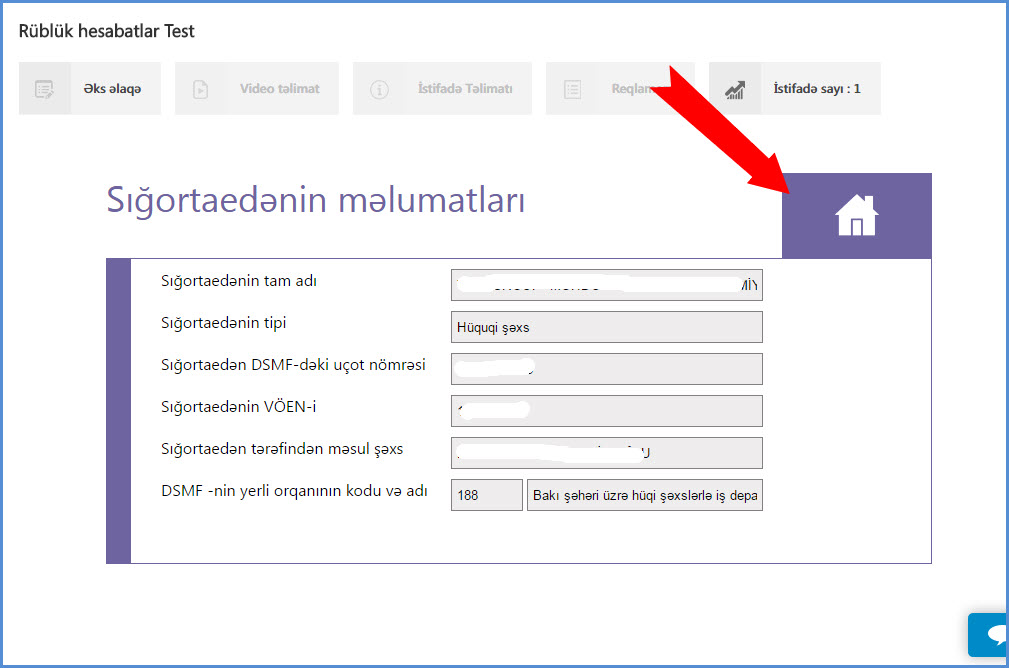 Rüblük hesabatlar Test
Əks əlaqə
Video təlimat
İstifadə Təlimatı
İstifadə sayı : 1
Sığortaedənin məlumatları
Sığortaedənin tam adı
Sığortaedənin tipi
Hüquqi şəxs
Sığortaedən DSMF-dəki uçot nömrəsi
Sığortaedənin VÖEN-i
Sığortaedən tərəfindən məsul şəxs
DSMF -nin yerli orqanının kodu və adı
188
Bakı şəhəri üzrə hüqi şəxslərlə iş depa